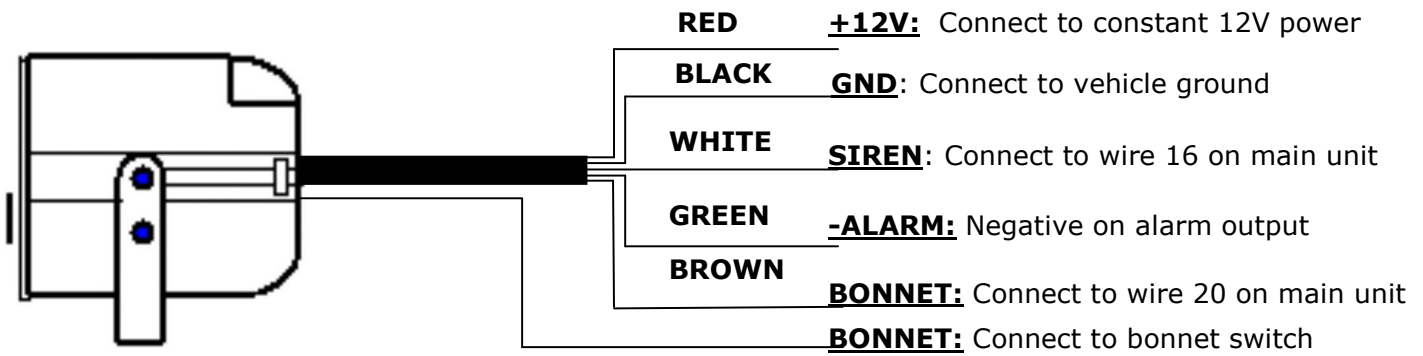 RED +12V: Connect to constant 12V power
BLACK GND: Connect to vehicle ground
WHITE SIREN: Connect to wire 16 on main unit
GREEN -ALARM: Negative on alarm output
BROWN BONNET: Connect to wire 20 on main unit
BONNET: Connect to bonnet switch